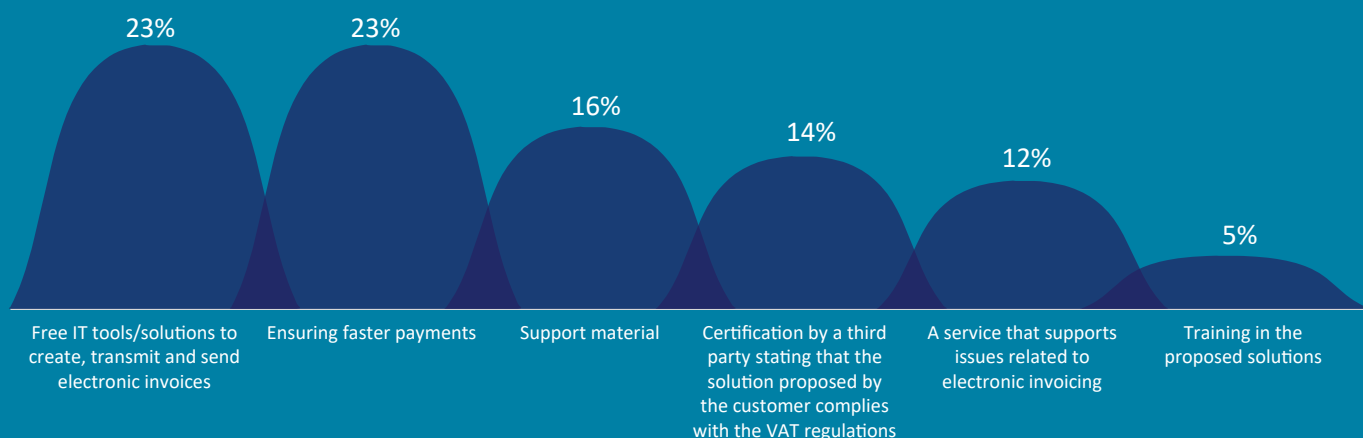 23%
23%
16%
14%
12%
5%
Free IT tools/solutions to
create, transmit and send
electronic invoices
Ensuring faster payments
Support material
Certification by a third
party stating that the
solution proposed by
the customer complies
with the VAT regulations
A service that supports
issues related to
electronic invoicing
Training in the
proposed solutions